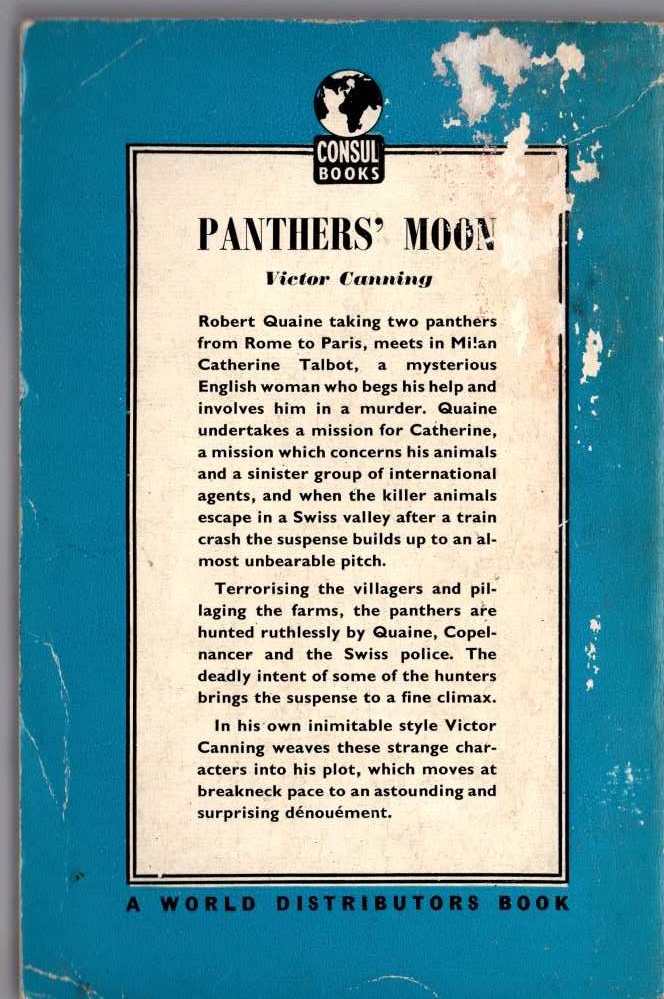 CONSUL
BOOKS
PANTHERS' MOON
Victor Canning
Robert Quaine taking two panthers
from Rome to Paris, meets in Milan
Catherine Talbot, a mysterious
English woman who begs his help and
involves him in a murder. Quaine
undertakes a mission for Catherine,
a mission which concerns his animals
and a sinister group of international
agents, and when the killer animals
escape in a Swiss valley after a train
crash the suspense builds up to an al-
most unbearable pitch.
Terrorising the villagers and pil-
laging the farms, the panthers are
hunted ruthlessly by Quaine, Copel-
nancer and the Swiss police. The
deadly intent of some of the hunters
brings the suspense to a fine climax.
In his own inimitable style Victor
Canning weaves these strange char-
acters into his plot, which moves at
breakneck pace to an astounding and
surprising dénouément.
A WORLD DISTRIBUTORS BOOK